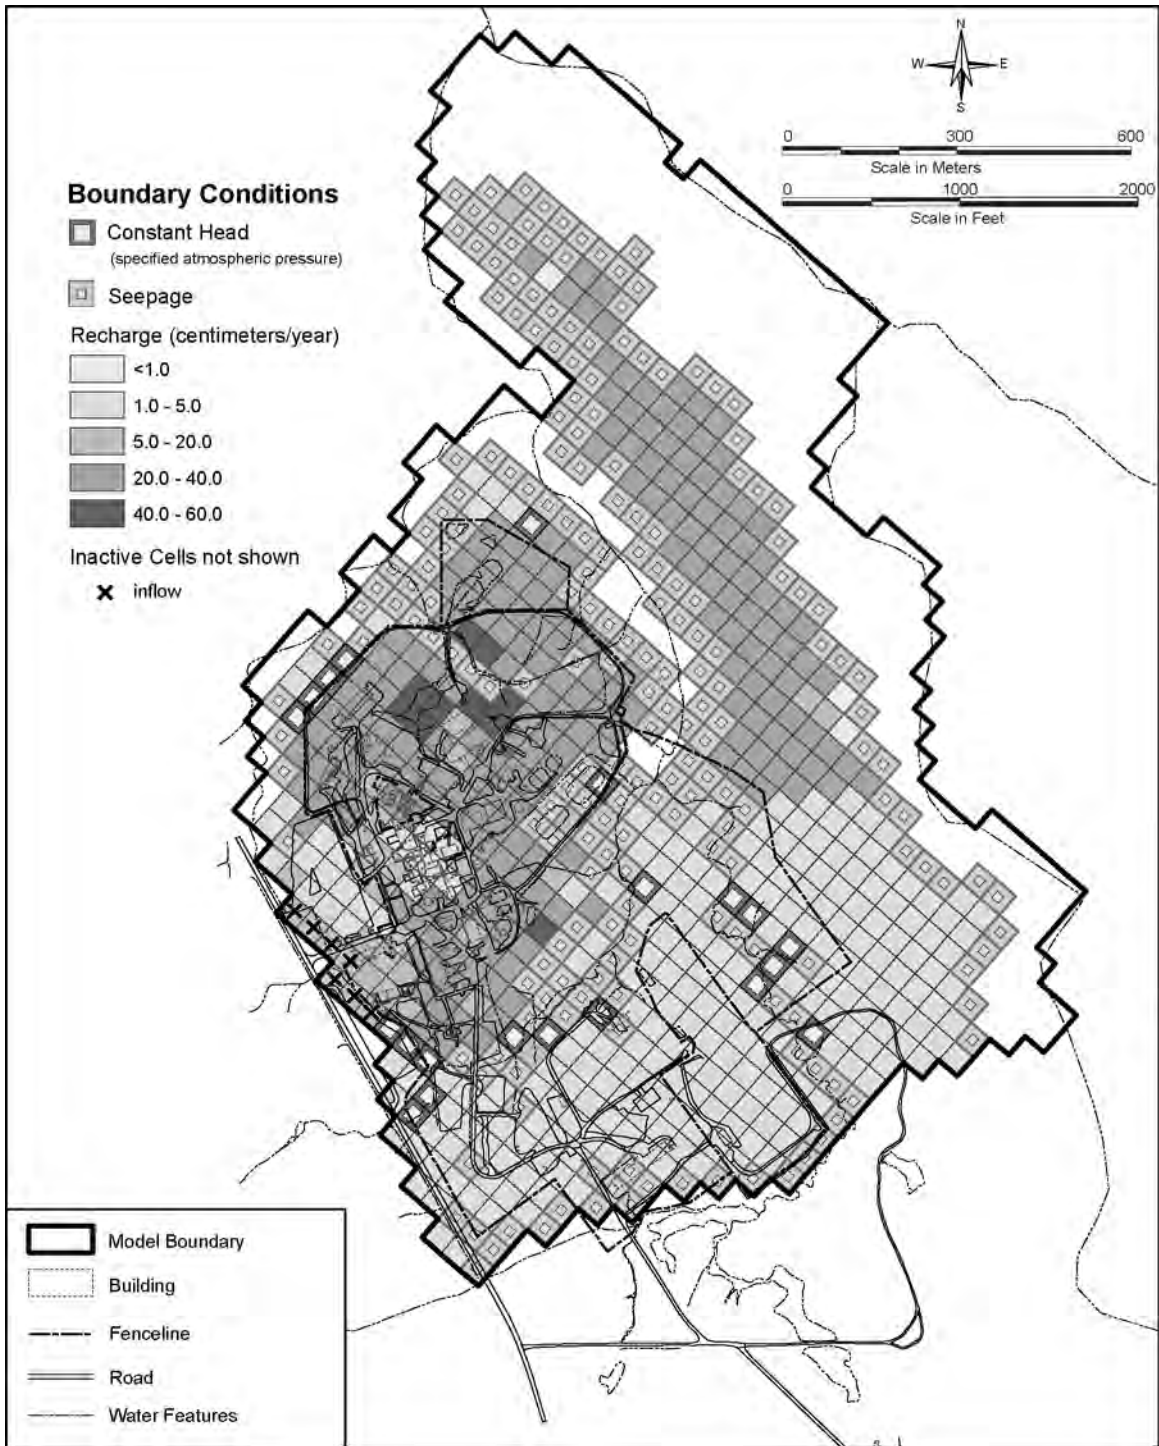 N
W E
S
0 300 600
Scale in Meters
0 1000 2000
Scale in Feet
Boundary Conditions
Constant Head
(specified atmospheric pressure)
Seepage
Recharge (centimeters/year)
<1.0
1.0 - 5.0
5.0 - 20.0
20.0 - 40.0
40.0 - 60.0
Inactive Cells not shown
inflow
Model Boundary
Building
Fenceline
Road
Water Features